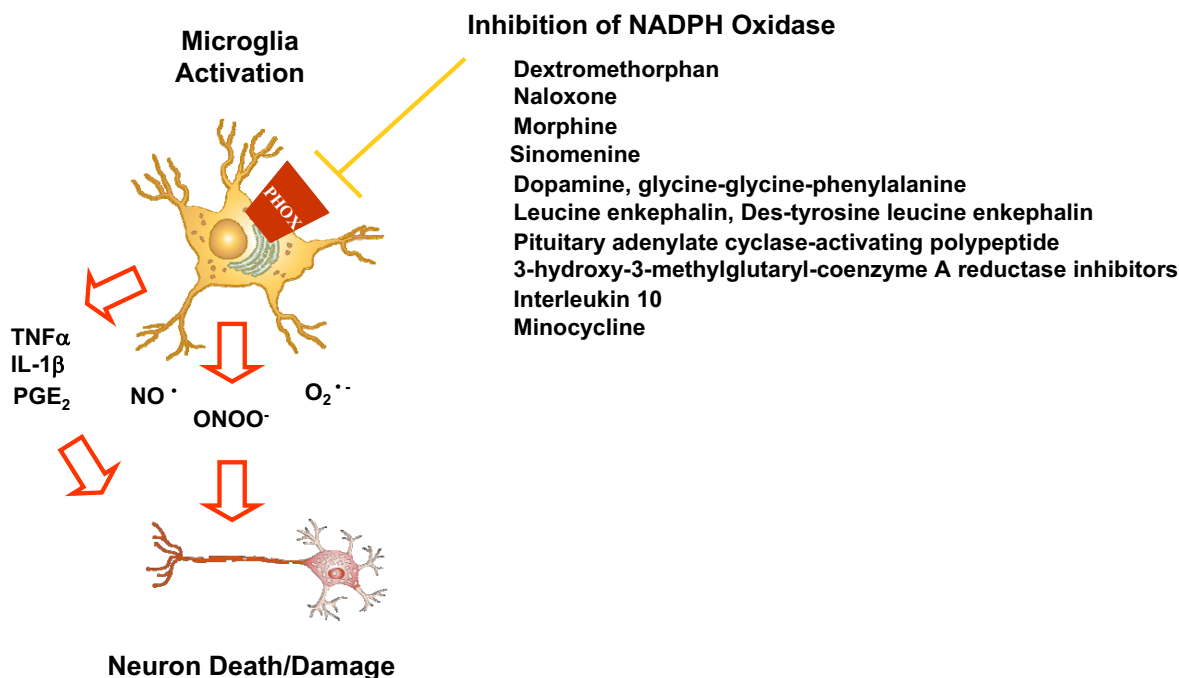 Inhibition of NADPH Oxidase
Microglia
Activation
Dextromethorphan
Naloxone
Morphine
Sinomenine
Dopamine, glycine-glycine-phenylalanine
Leucine enkephalin, Des-tyrosine leucine enkephalin
Pituitary adenylate cyclase-activating polypeptide
3-hydroxy-3-methylglutaryl-coenzyme A reductase inhibitors
Interleukin 10
Minocycline
PHOX
TNFα
IL-1β
PGE₂
NO •
ONOO⁻
O₂ • -
Neuron Death/Damage